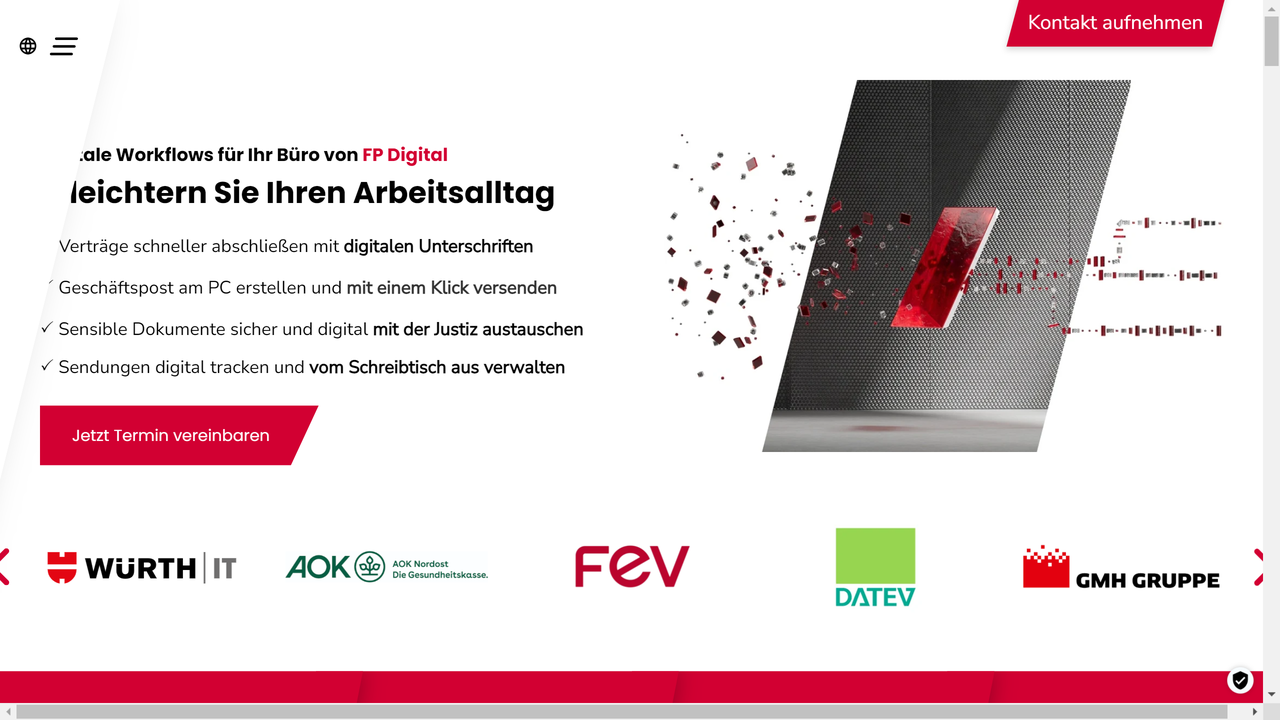 Kontakt aufnehmen
tale Workflows für Ihr Büro von FP Digital
leichtern Sie Ihren Arbeitsalltag
Verträge schneller abschließen mit digitalen Unterschriften
Geschäftspost am PC erstellen und mit einem Klick versenden
✓ Sensible Dokumente sicher und digital mit der Justiz austauschen
✓ Sendungen digital tracken und vom Schreibtisch aus verwalten
Jetzt Termin vereinbaren
WÜRTH IT
AOK AOK Nordost
Die Gesundheitskasse.
FEV
DATEV
GMH GRUPPE